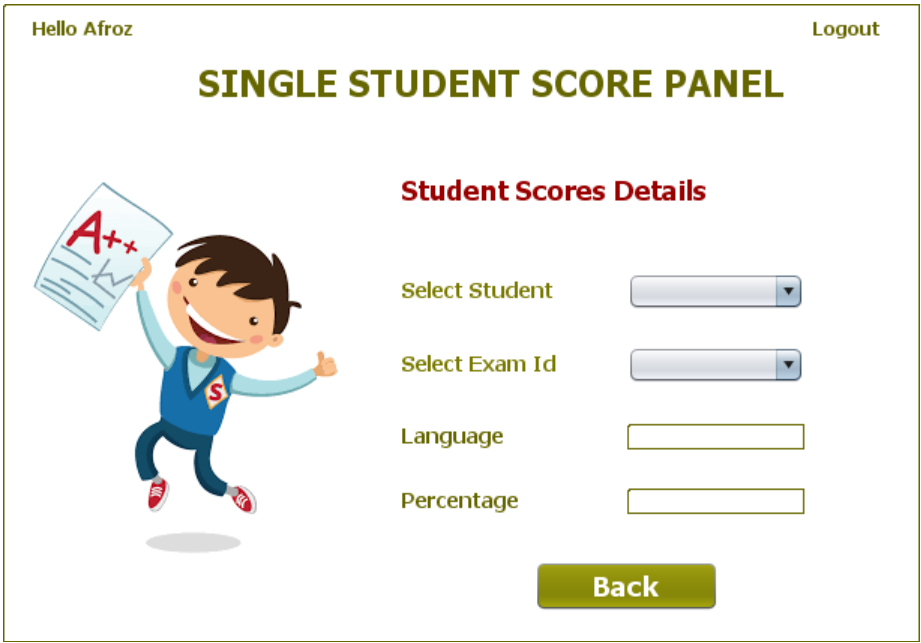 Hello Afroz
Logout
SINGLE STUDENT SCORE PANEL
A++
S
Student Scores Details
Select Student
Select Exam Id
Language
Percentage
Back